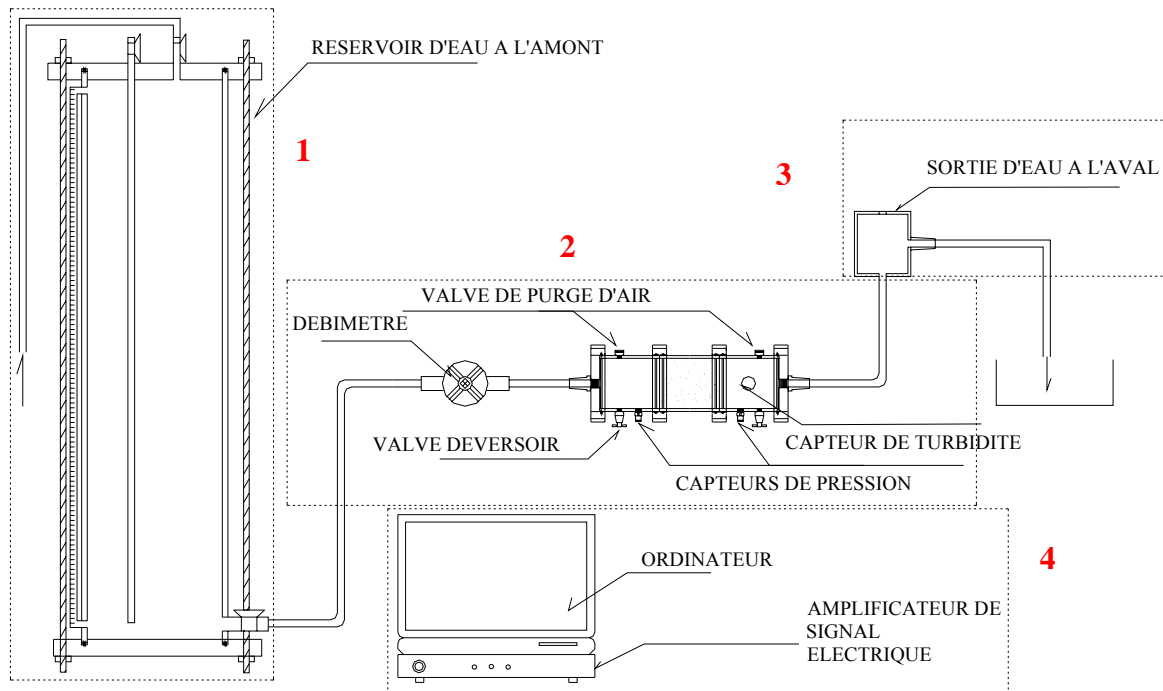 RESERVOIR D'EAU A L'AMONT
1
3
SORTIE D'EAU A L'AVAL
2
VALVE DE PURGE D'AIR
DEBIMETRE
VALVE DEVERSOIR
CAPTEUR DE TURBIDITE
CAPTEURS DE PRESSION
4
ORDINATEUR
AMPLIFICATEUR DE
SIGNAL
ELECTRIQUE